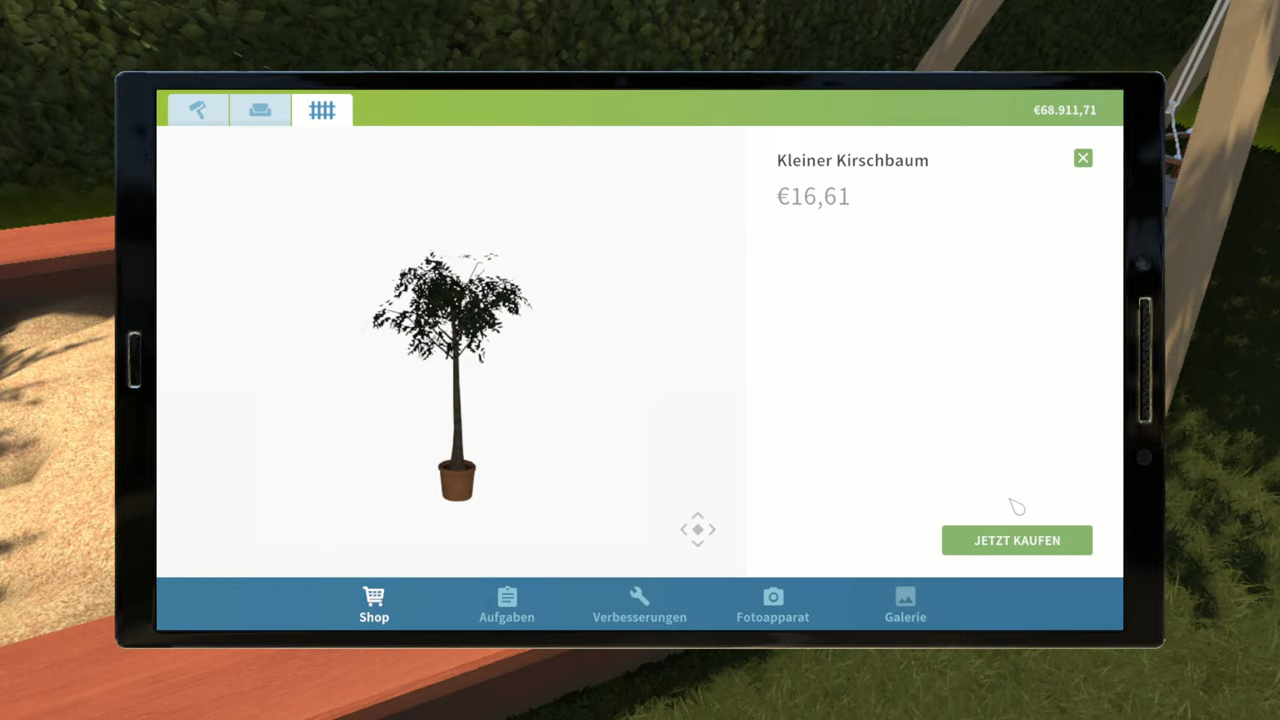 €68.911,71
Kleiner Kirschbaum
€16,61
JETZT KAUFEN
Shop
Aufgaben
Verbesserungen
Fotoapparat
Galerie